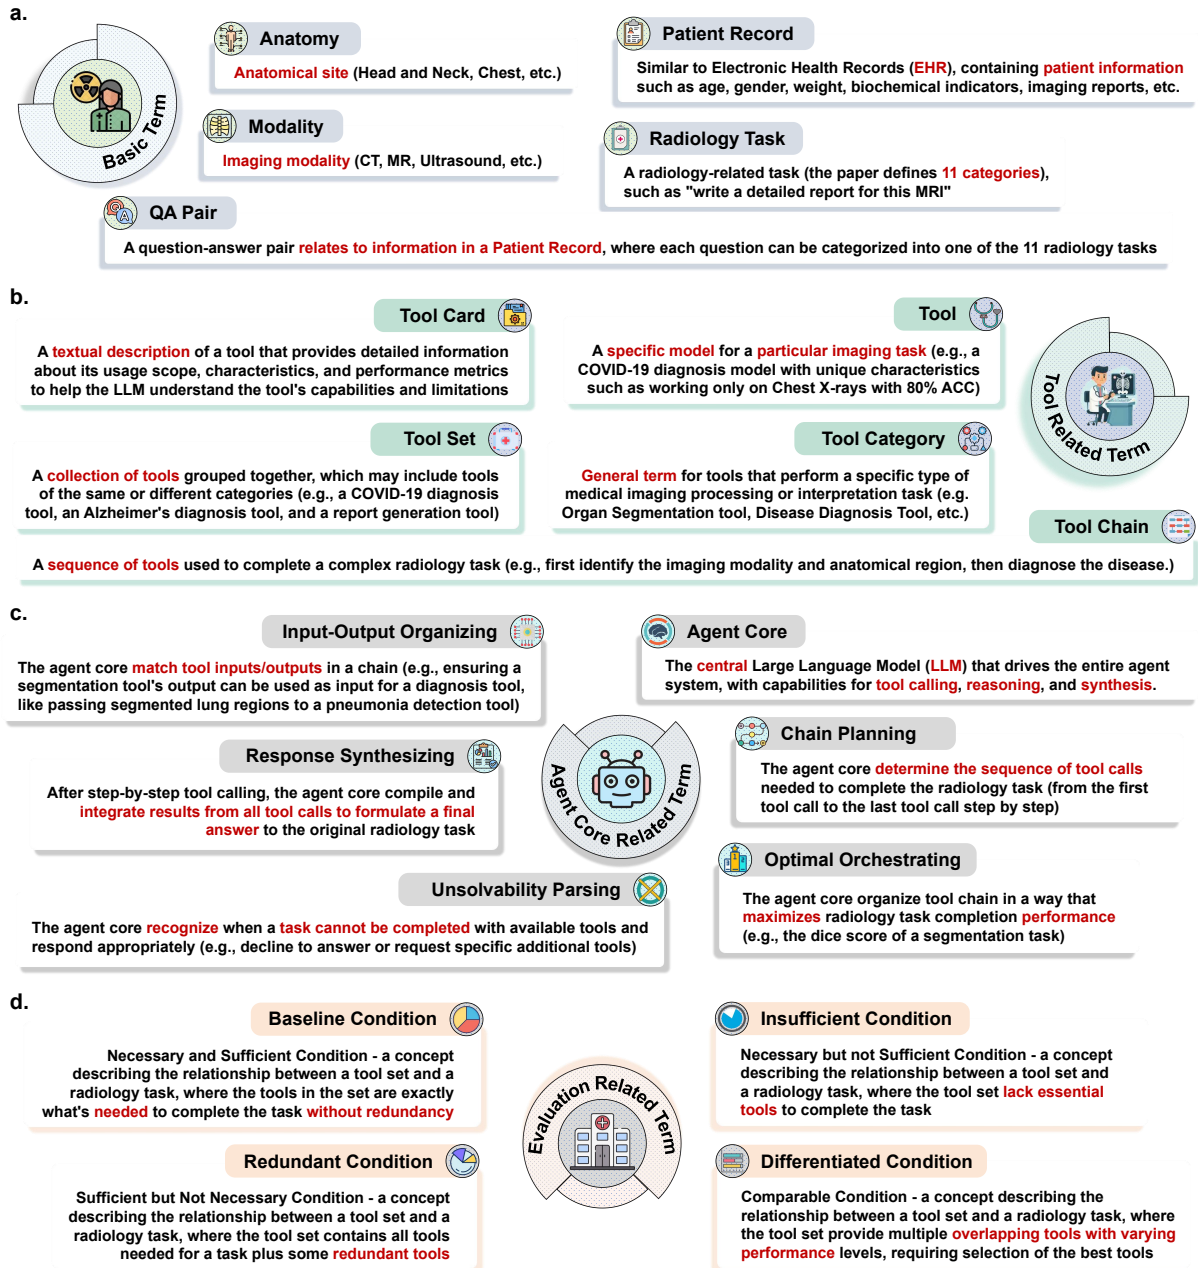 a.
Basic Term
Anatomy
Anatomical site (Head and Neck, Chest, etc.)
Modality
Imaging modality (CT, MR, Ultrasound, etc.)
Patient Record
Similar to Electronic Health Records (EHR), containing patient information
such as age, gender, weight, biochemical indicators, imaging reports, etc.
Radiology Task
A radiology-related task (the paper defines 11 categories),
such as "write a detailed report for this MRI"
QA Pair
A question-answer pair relates to information in a Patient Record, where each question can be categorized into one of the 11 radiology tasks
b.
Tool Card
A textual description of a tool that provides detailed information
about its usage scope, characteristics, and performance metrics
to help the LLM understand the tool's capabilities and limitations
Tool
A specific model for a particular imaging task (e.g., a
COVID-19 diagnosis model with unique characteristics
such as working only on Chest X-rays with 80% ACC)
Tool Related Term
Tool Set
A collection of tools grouped together, which may include tools
of the same or different categories (e.g., a COVID-19 diagnosis
tool, an Alzheimer's diagnosis tool, and a report generation tool)
Tool Category
General term for tools that perform a specific type of
medical imaging processing or interpretation task (e.g.
Organ Segmentation tool, Disease Diagnosis Tool, etc.)
Tool Chain
A sequence of tools used to complete a complex radiology task (e.g., first identify the imaging modality and anatomical region, then diagnose the disease.)
c.
Input-Output Organizing
The agent core match tool inputs/outputs in a chain (e.g., ensuring a
segmentation tool's output can be used as input for a diagnosis tool,
like passing segmented lung regions to a pneumonia detection tool)
Agent Core
The central Large Language Model (LLM) that drives the entire agent
system, with capabilities for tool calling, reasoning, and synthesis.
Response Synthesizing
After step-by-step tool calling, the agent core compile and
integrate results from all tool calls to formulate a final
answer to the original radiology task
Agent Core Related Term
Chain Planning
The agent core determine the sequence of tool calls
needed to complete the radiology task (from the first
tool call to the last tool call step by step)
Unsolvability Parsing
The agent core recognize when a task cannot be completed with available tools and
respond appropriately (e.g., decline to answer or request specific additional tools)
Optimal Orchestrating
The agent core organize tool chain in a way that
maximizes radiology task completion performance
(e.g., the dice score of a segmentation task)
d.
Baseline Condition
Necessary and Sufficient Condition - a concept
describing the relationship between a tool set and a
radiology task, where the tools in the set are exactly
what's needed to complete the task without redundancy
Evaluation Related Term
Insufficient Condition
Necessary but not Sufficient Condition - a concept
describing the relationship between a tool set and
a radiology task, where the tool set lack essential
tools to complete the task
Redundant Condition
Sufficient but Not Necessary Condition - a concept
describing the relationship between a tool set and a
radiology task, where the tool set contains all tools
needed for a task plus some redundant tools
Differentiated Condition
Comparable Condition - a concept describing the
relationship between a tool set and a radiology task, where
the tool set provide multiple overlapping tools with varying
performance levels, requiring selection of the best tools